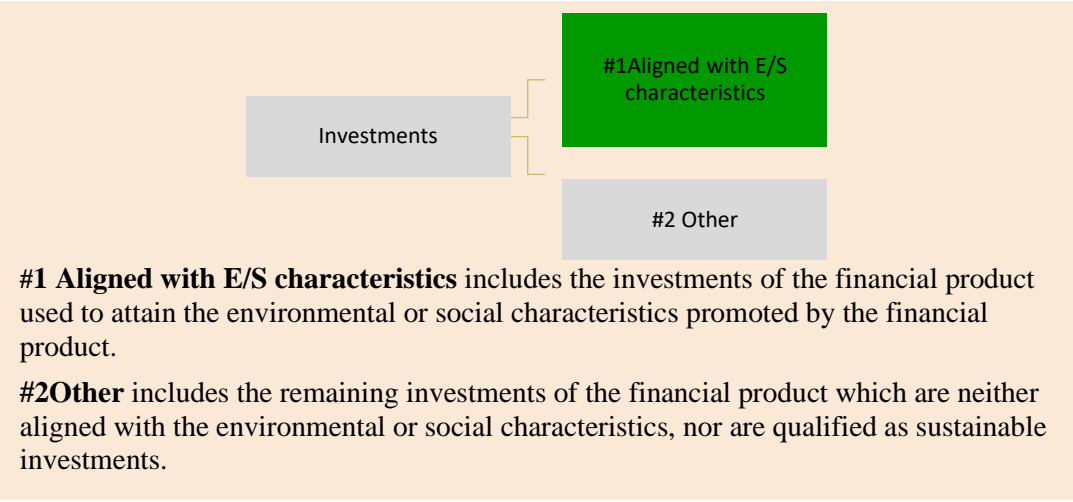 #1Aligned with E/S
characteristics
Investments
#2 Other
#1 Aligned with E/S characteristics includes the investments of the financial product
used to attain the environmental or social characteristics promoted by the financial
product.
#2Other includes the remaining investments of the financial product which are neither
aligned with the environmental or social characteristics, nor are qualified as sustainable
investments.